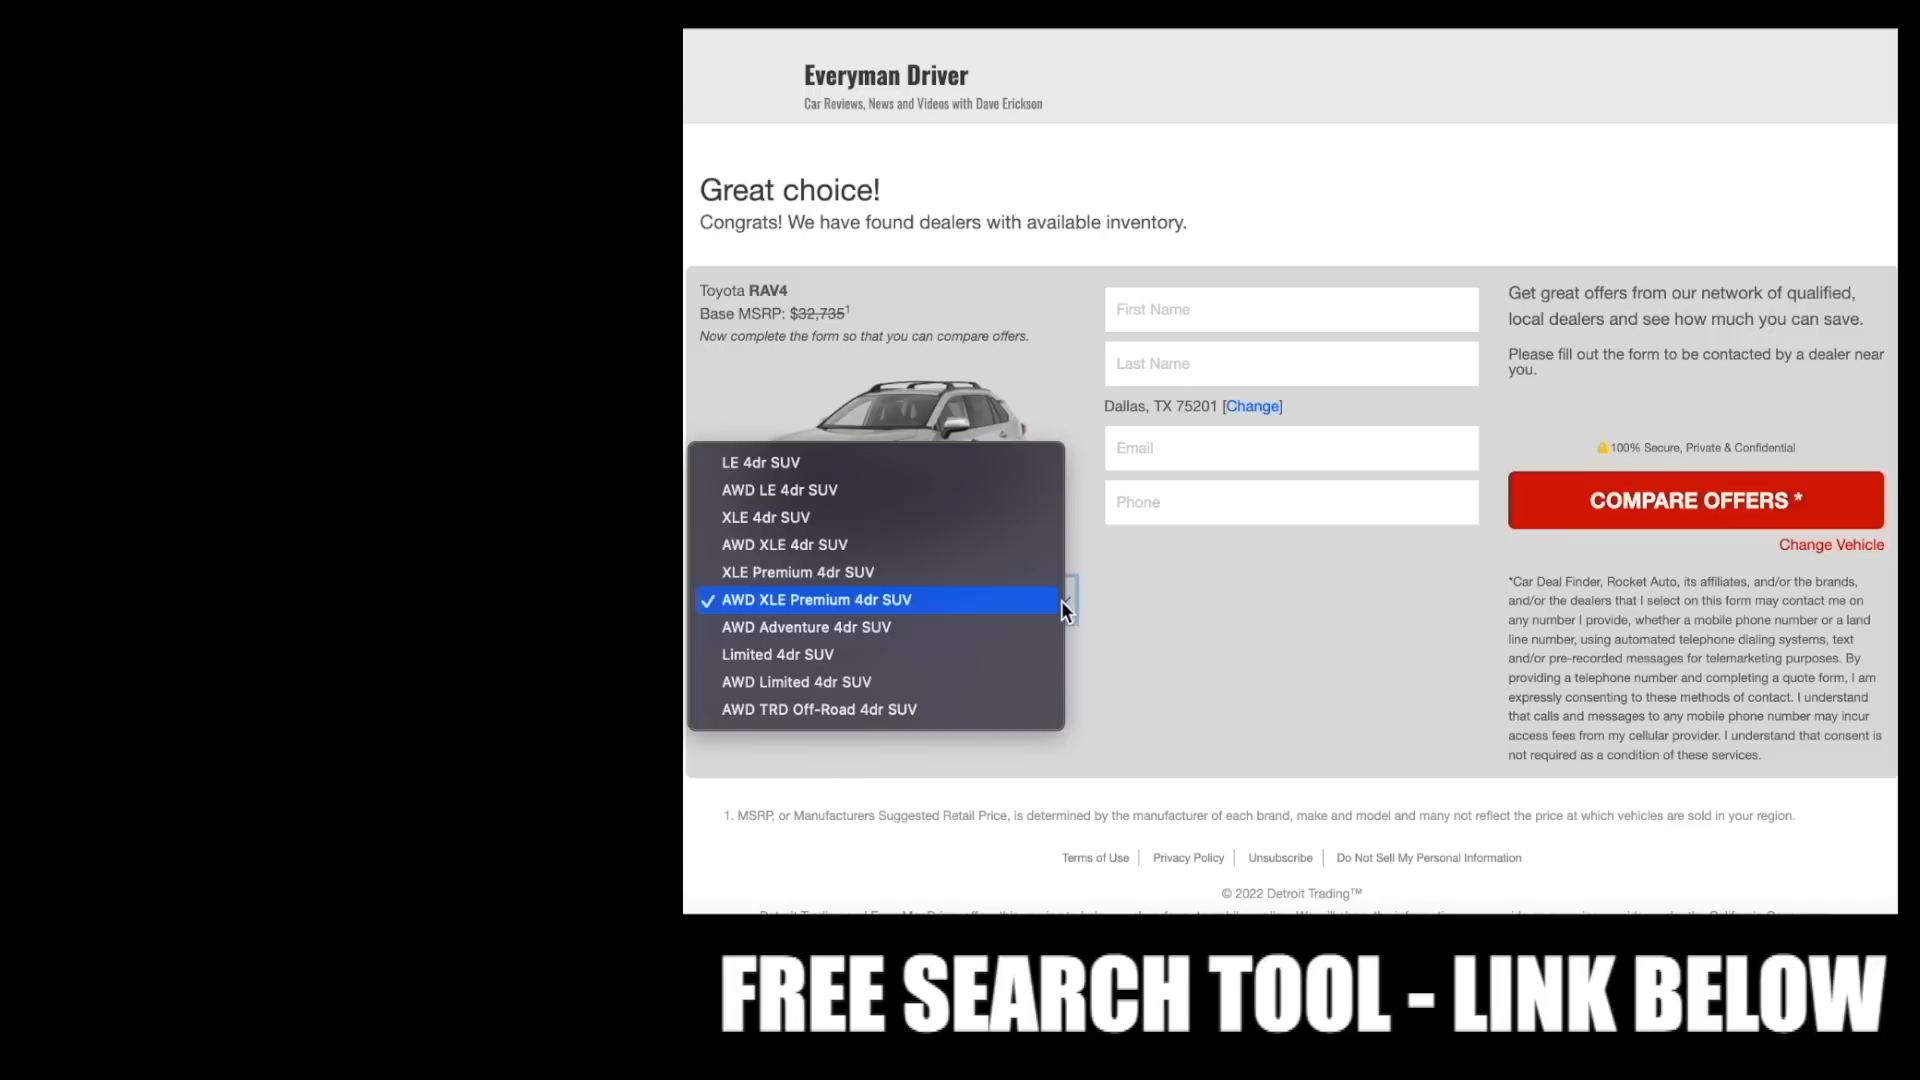 Everyman Driver
Car Reviews, News and Videos with Dave Erickson
Great choice!
Congrats! We have found dealers with available inventory.
Toyota RAV4
Base MSRP: $32,735¹
Now complete the form so that you can compare offers.
LE 4dr SUV
AWD LE 4dr SUV
XLE 4dr SUV
AWD XLE 4dr SUV
XLE Premium 4dr SUV
✓ AWD XLE Premium 4dr SUV
AWD Adventure 4dr SUV
Limited 4dr SUV
AWD Limited 4dr SUV
AWD TRD Off-Road 4dr SUV
First Name
Last Name
Dallas, TX 75201 [Change]
Email
Phone
Get great offers from our network of qualified,
local dealers and see how much you can save.
Please fill out the form to be contacted by a dealer near
you.
100% Secure, Private & Confidential
COMPARE OFFERS *
Change Vehicle
*Car Deal Finder, Rocket Auto, its affiliates, and/or the brands,
and/or the dealers that I select on this form may contact me on
any number I provide, whether a mobile phone number or a land
line number, using automated telephone dialing systems, text
and/or pre-recorded messages for telemarketing purposes. By
providing a telephone number and completing a quote form, I am
expressly consenting to these methods of contact. I understand
that calls and messages to any mobile phone number may incur
access fees from my cellular provider. I understand that consent is
not required as a condition of these services.
1. MSRP, or Manufacturers Suggested Retail Price, is determined by the manufacturer of each brand, make and model and many not reflect the price at which vehicles are sold in your region.
Terms of Use | Privacy Policy | Unsubscribe | Do Not Sell My Personal Information
© 2022 Detroit Trading™
FREE SEARCH TOOL - LINK BELOW